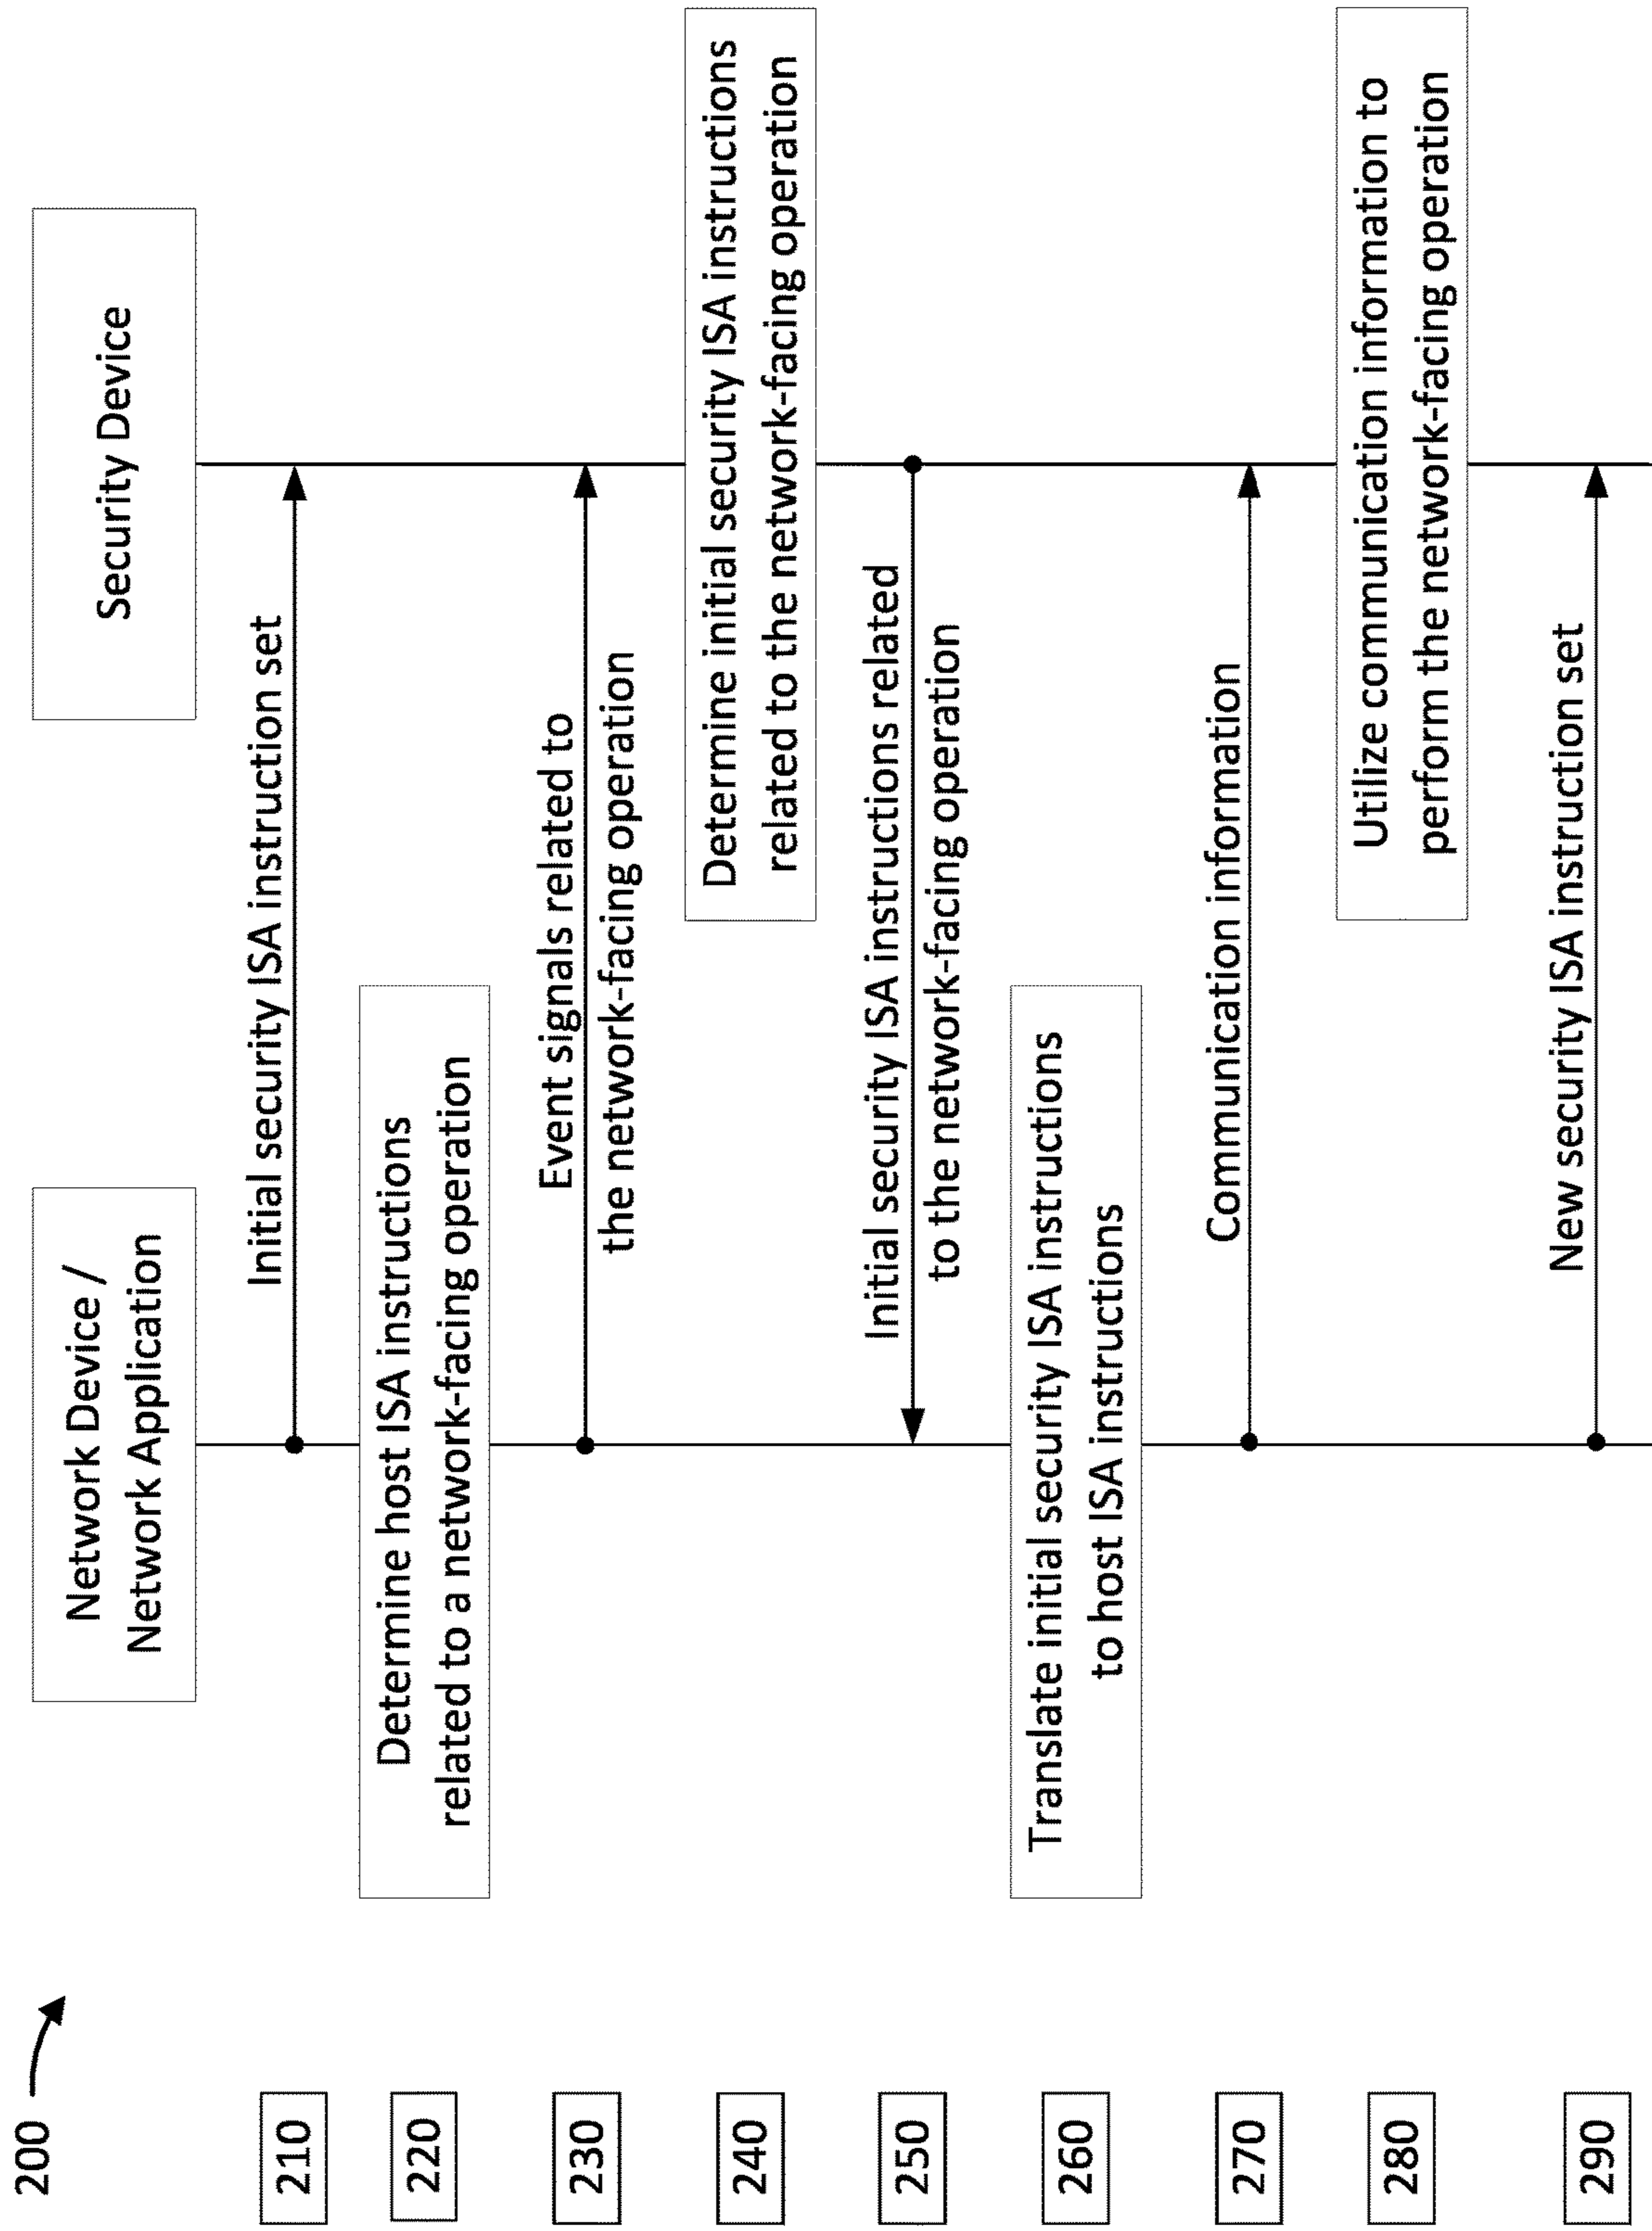 200
Network Device /
Network Application
Security Device
210
Initial security ISA instruction set
220
Determine host ISA instructions
related to a network-facing operation
230
Event signals related to
the network-facing operation
240
Determine initial security ISA instructions
related to the network-facing operation
250
Initial security ISA instructions related
to the network-facing operation
260
Translate initial security ISA instructions
to host ISA instructions
270
Communication information
280
Utilize communication information to
perform the network-facing operation
290
New security ISA instruction set